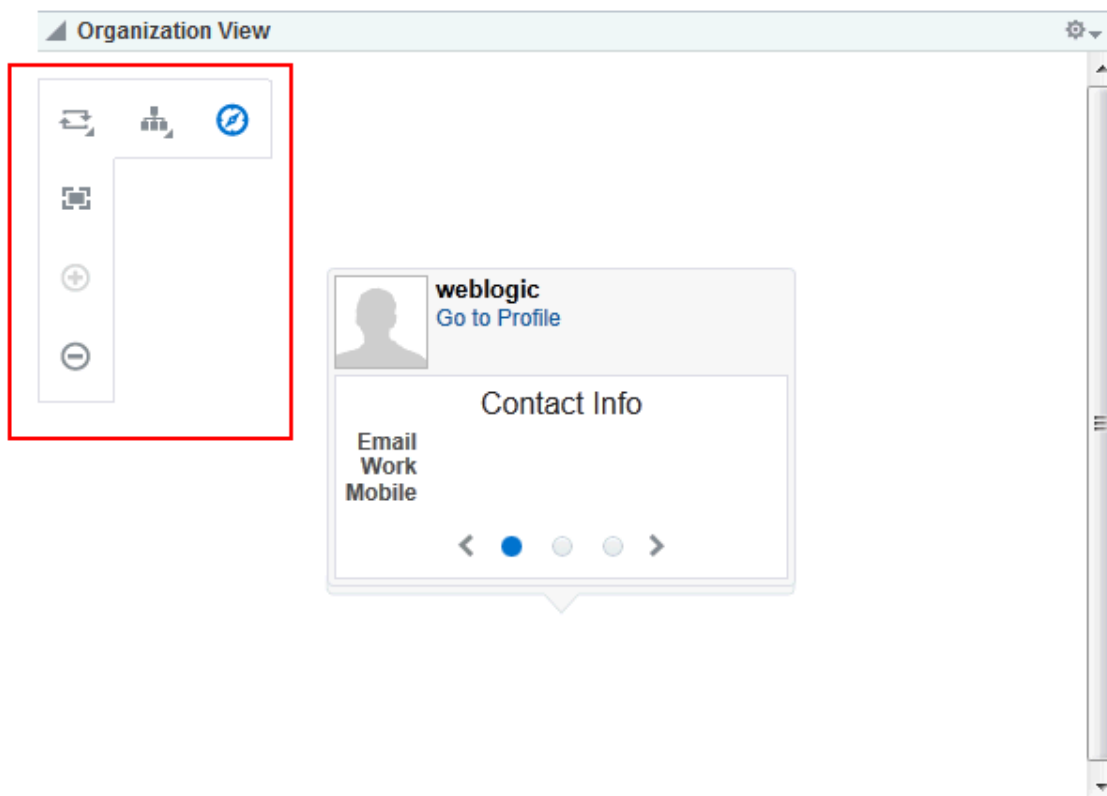 Organization View
weblogic
Go to Profile
Contact Info
Email
Work
Mobile